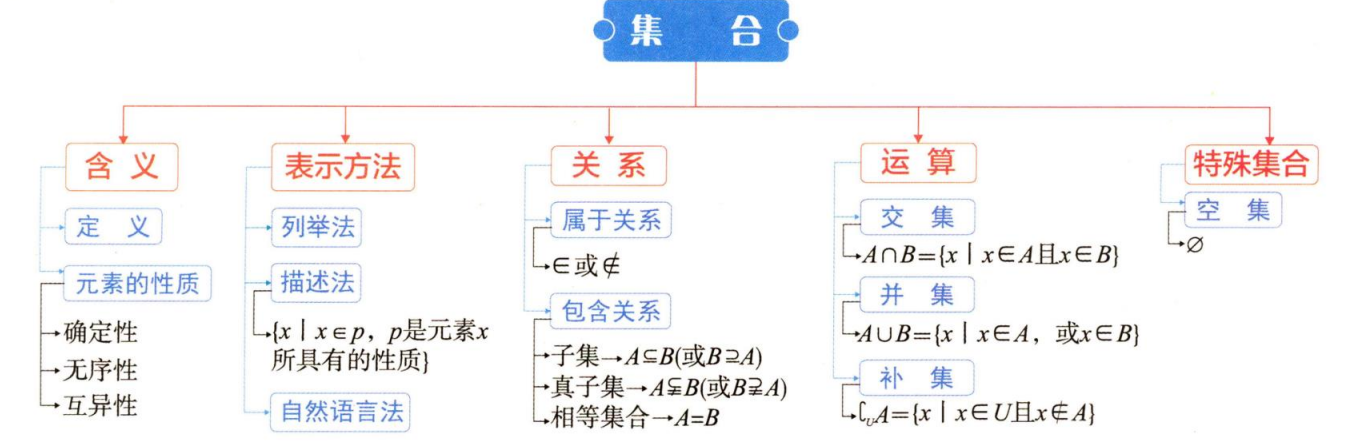 集 合
含 义
定 义
元素的性质
确定性
无序性
互异性
表示方法
列举法
描述法
{x | x∈p，p是元素x
所具有的性质}
自然语言法
关 系
属于关系
∈或∉
包含关系
子集→A⊆B(或B⊇A)
真子集→A⫋B(或B⫌A)
相等集合→A=B
运 算
交 集
A∩B={x | x∈A且x∈B}
并 集
A∪B={x | x∈A，或x∈B}
补 集
∁ᵤA={x | x∈U且x∉A}
特殊集合
空 集
∅